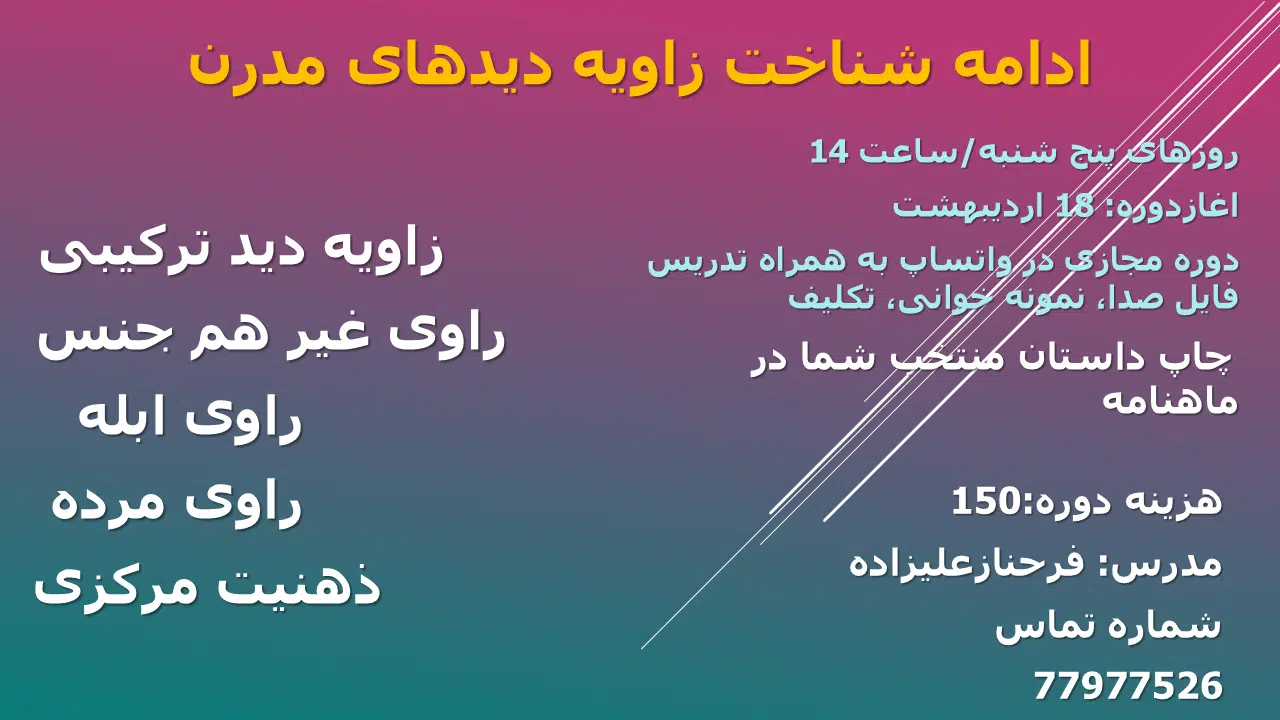 ادامه شناخت زاویه دیدهای مدرن
روزهای پنج شنبه/ساعت 14
اغازدوره: 18 اردیبهشت
دوره مجازی در واتساپ به همراه تدریس
فایل صدا، نمونه خوانی، تکلیف
چاپ داستان منتخب شما در
ماهنامه
هزینه دوره:150
مدرس: فرحنازعلیزاده
شماره تماس
77977526
زاویه دید ترکیبی
راوی غیر هم جنس
راوی ابله
راوی مرده
ذهنیت مرکزی